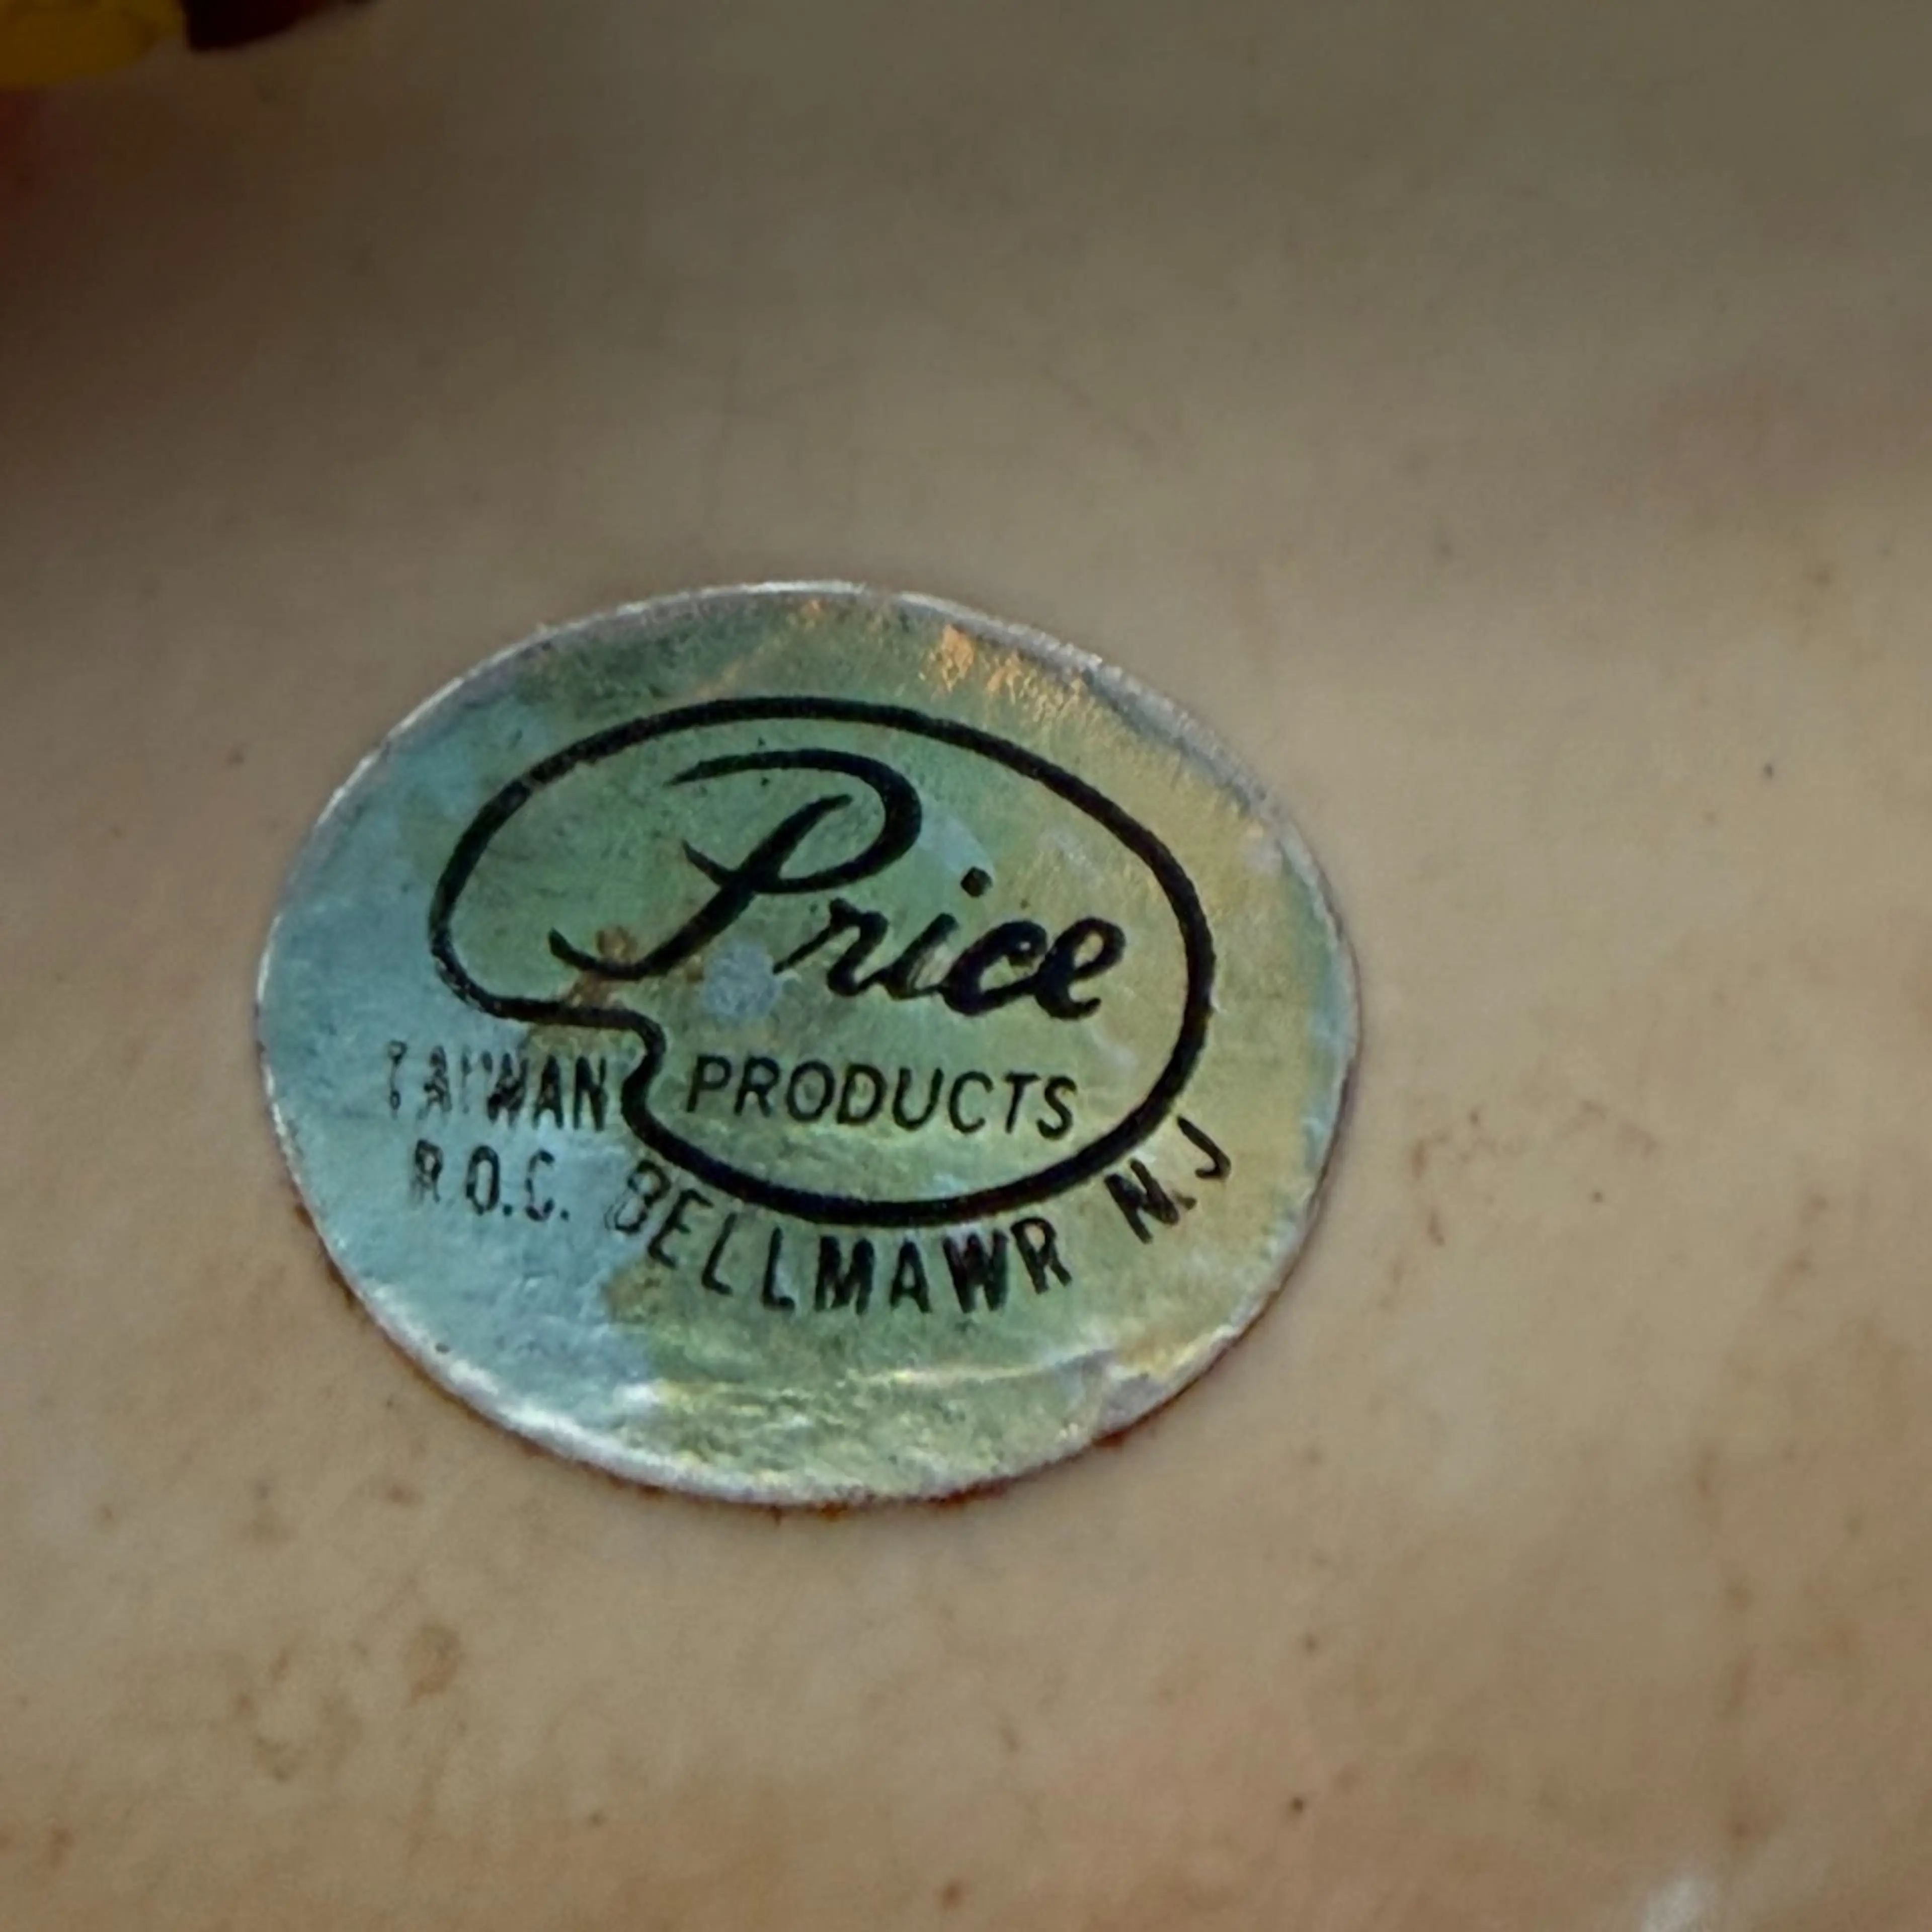 Price
PRODUCTS
TAIWAN
R.O.C.
BELLMAWR N.J